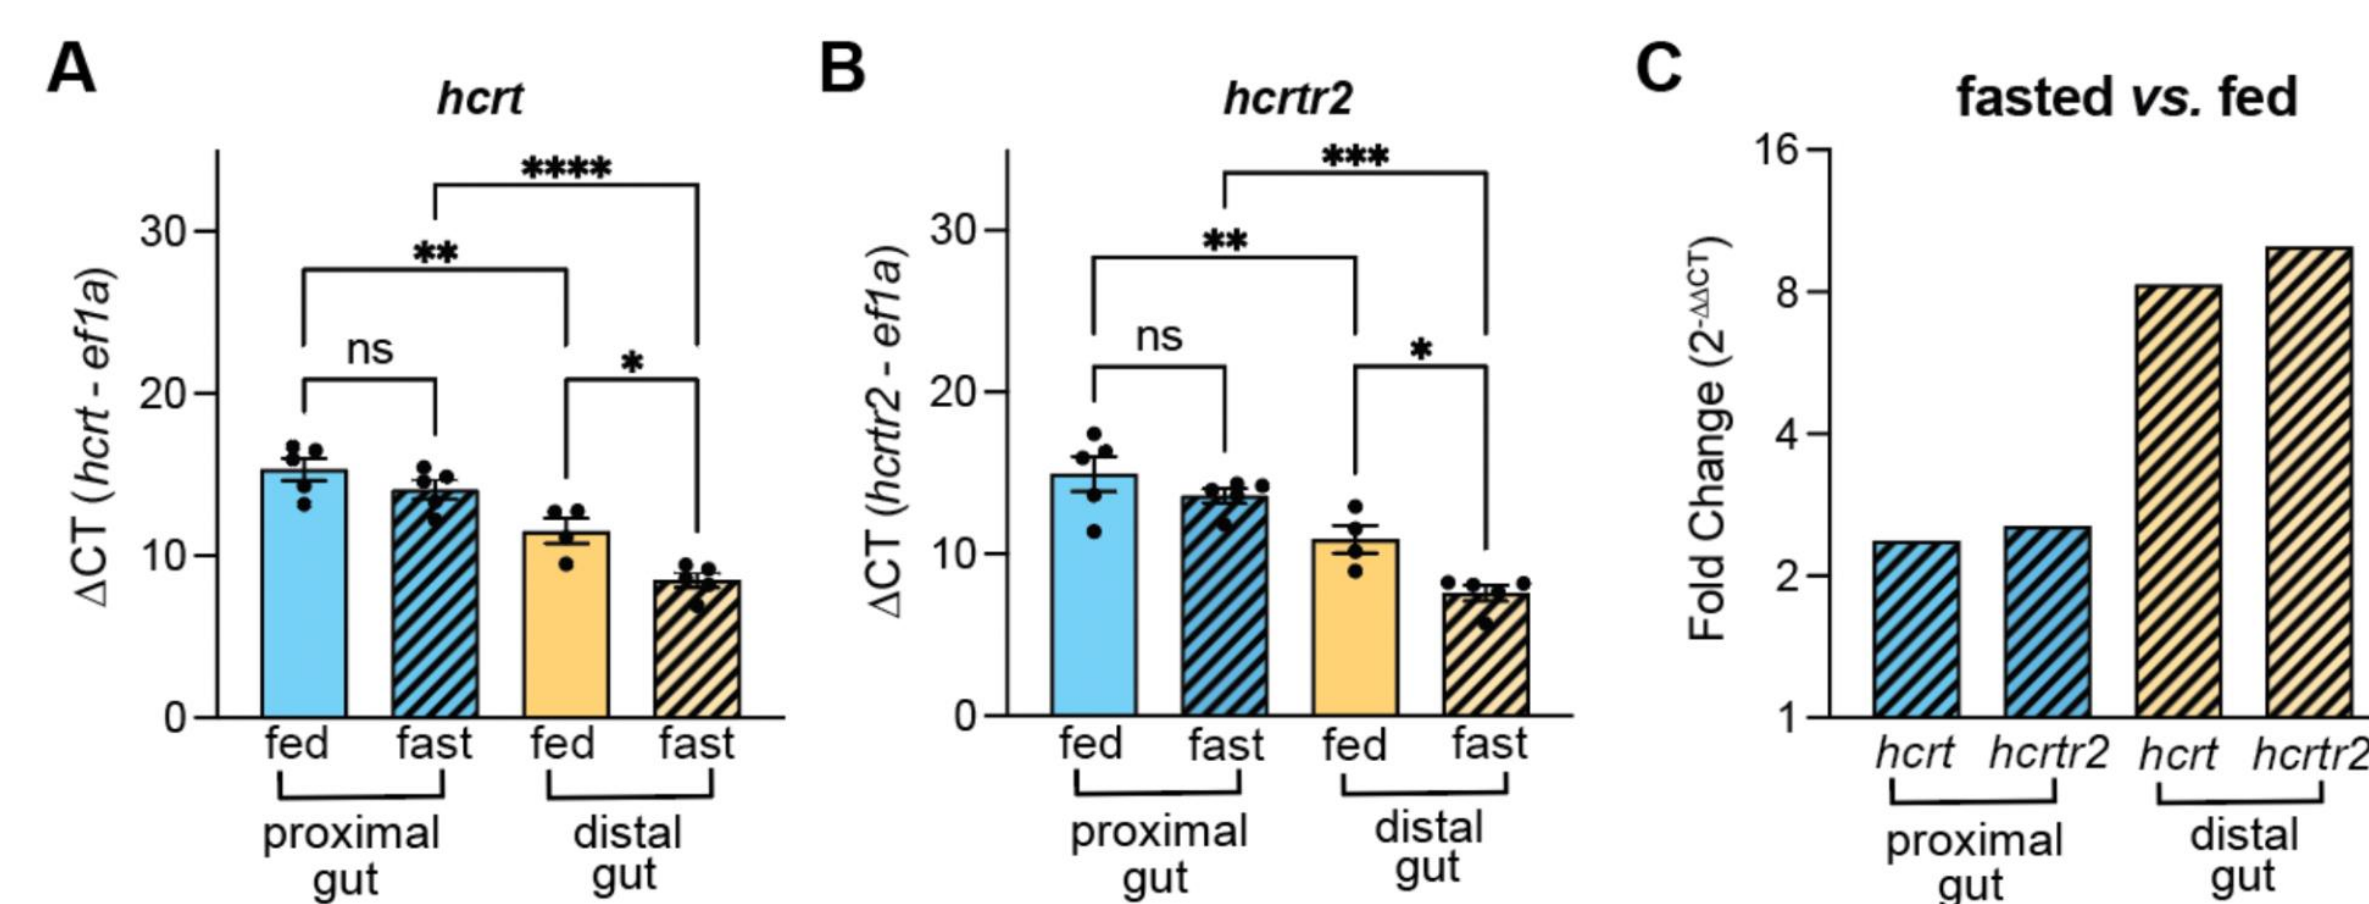 A
hcrt
ΔCT (hcrt - ef1a)
30
20
10
0
****
**
ns
*
fed fast fed fast
proximal gut
distal gut
B
hcrtr2
ΔCT (hcrtr2 - ef1a)
30
20
10
0
***
**
ns
*
fed fast fed fast
proximal gut
distal gut
C
fasted vs. fed
Fold Change (2-ΔΔCT)
16
8
4
2
1
hcrt hcrtr2 hcrt hcrtr2
proximal gut
distal gut